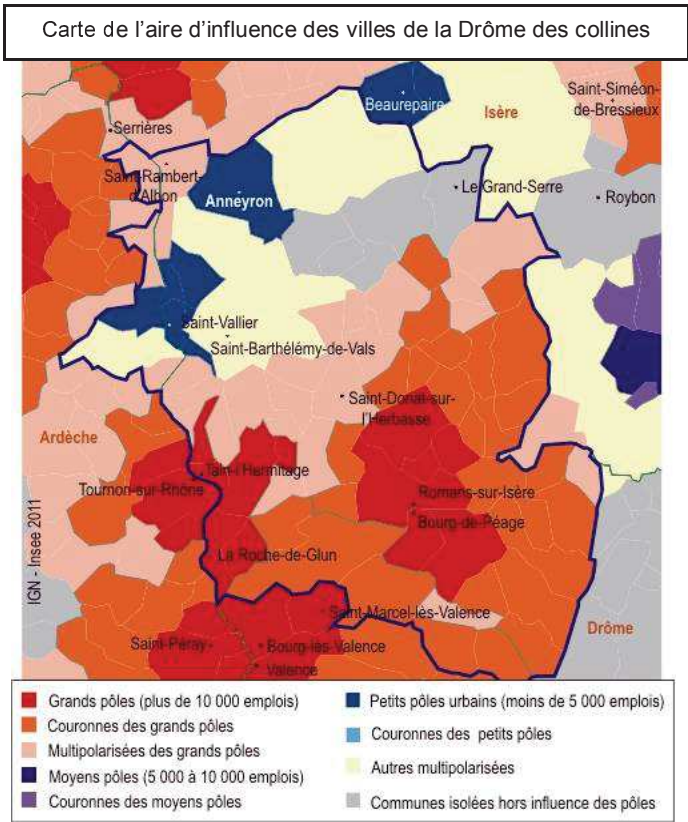 Carte de l'aire d'influence des villes de la Drôme des collines
Beaurepaire
Isère
Saint-Siméon-
de-Bressieux
Serrières
Saint-Rambert-
d'Albon
Anneyron
Le Grand-Serre
Roybon
Saint-Vallier
Saint-Barthélémy-de-Vals
Saint-Donat-sur-
l'Herbasse
Ardèche
Tain-l'Hermitage
Tournon-sur-Rhône
Romans-sur-Isère
Bourg-de-Péage
IGN - Insee 2011
La Roche-de-Glun
Saint-Marcel-lès-Valence
Drôme
Saint-Péray
Bourg-lès-Valence
Valence
Grands pôles (plus de 10 000 emplois)
Couronnes des grands pôles
Multipolarisées des grands pôles
Moyens pôles (5 000 à 10 000 emplois)
Couronnes des moyens pôles
Petits pôles urbains (moins de 5 000 emplois)
Couronnes des petits pôles
Autres multipolarisées
Communes isolées hors influence des pôles